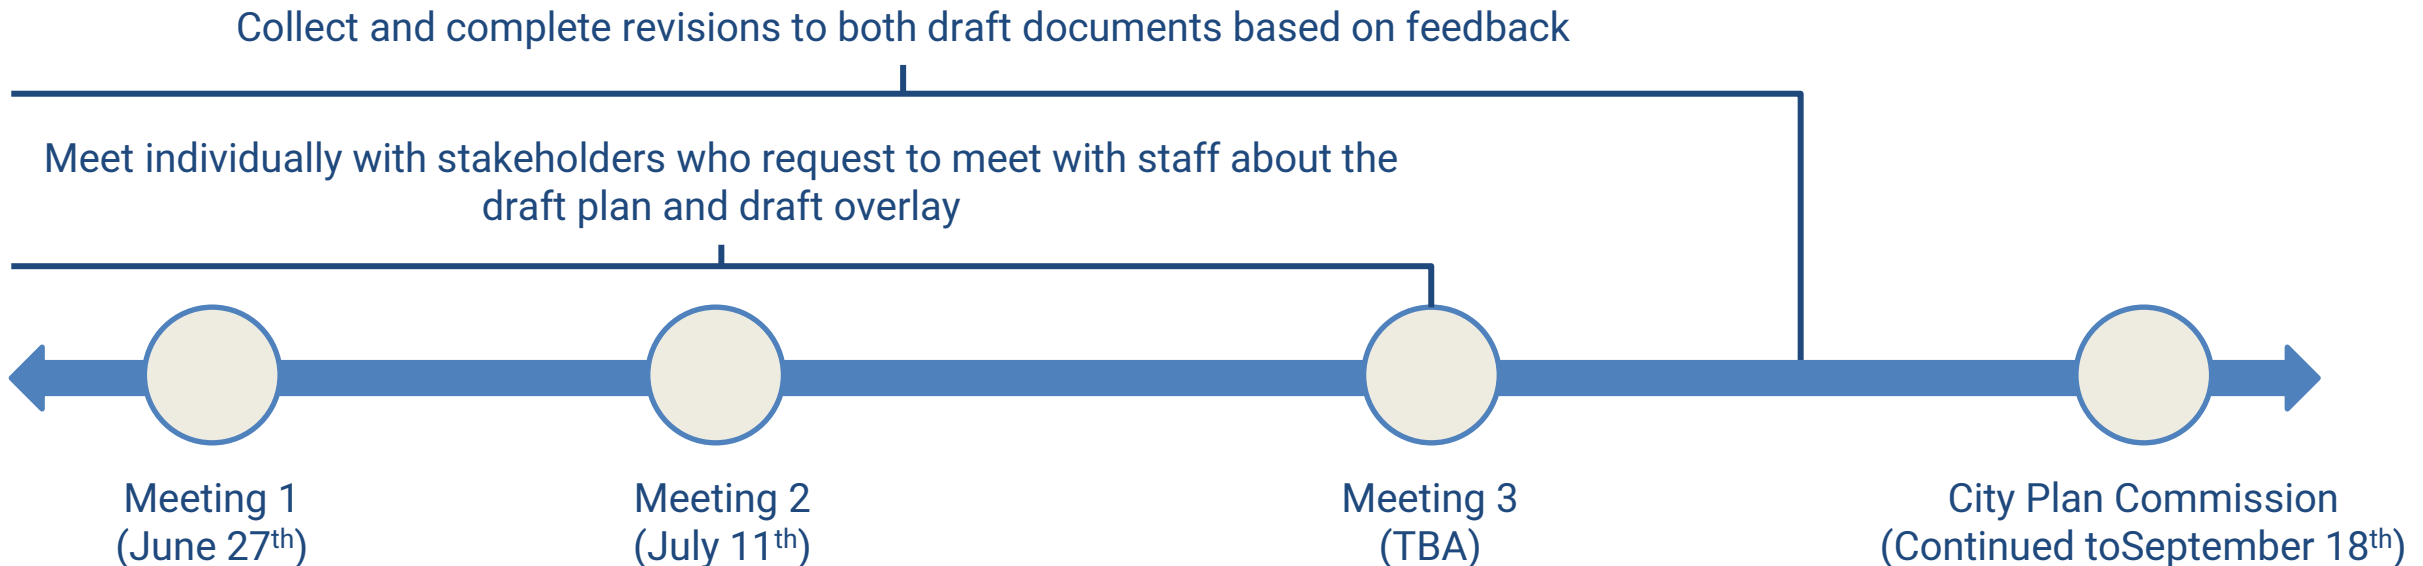 Collect and complete revisions to both draft documents based on feedback
Meet individually with stakeholders who request to meet with staff about the
draft plan and draft overlay
Meeting 1
(June 27th)
Meeting 2
(July 11th)
Meeting 3
(TBA)
City Plan Commission
(Continued toSeptember 18th)